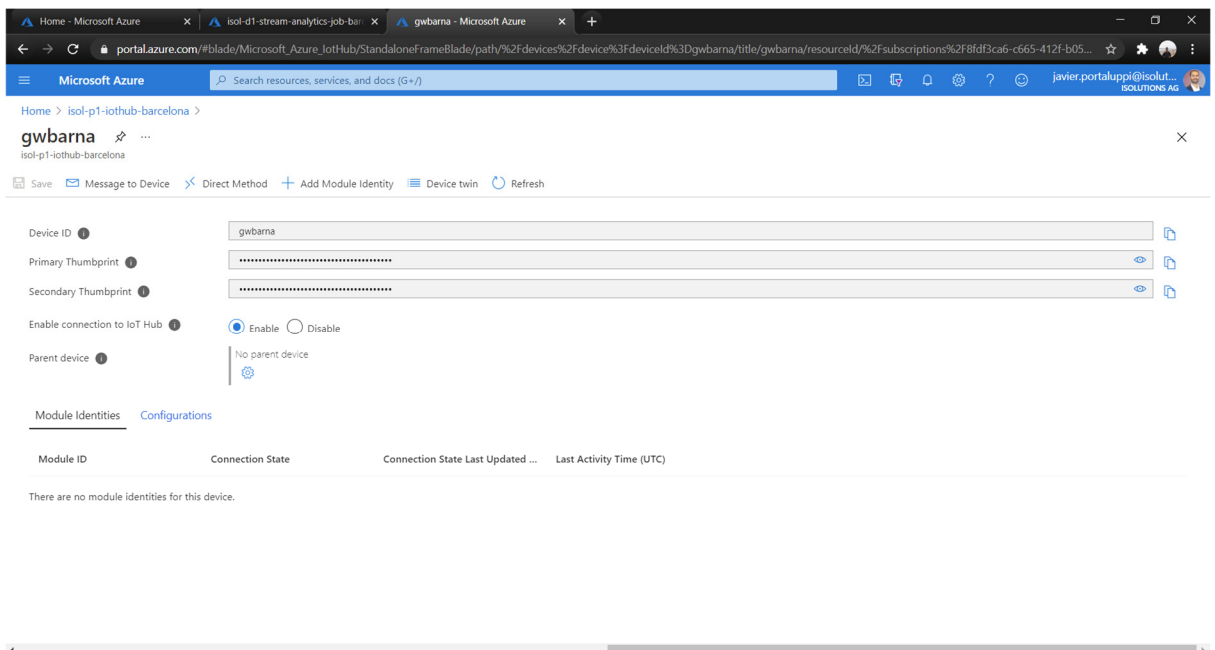 Home - Microsoft Azure
isol-d1-stream-analytics-job-bar
gwbarna - Microsoft Azure
portal.azure.com/#blade/Microsoft_Azure_IotHub/StandaloneFrameBlade/path/%2Fdevices%2Fdevice%3FdeviceId%3Dgwbarna/title/gwbarna/resourceId/%2Fsubscriptions%2F8fdf3ca6-c665-412f-b05...
Microsoft Azure
Search resources, services, and docs (G+/)
javier.portaluppi@isolut...
ISOLUTIONS AG
Home > isol-p1-iothub-barcelona >
gwbarna ...
isol-p1-iothub-barcelona
Save Message to Device Direct Method Add Module Identity Device twin Refresh
Device ID gwbarna
Primary Thumbprint
Secondary Thumbprint
Enable connection to IoT Hub Enable Disable
Parent device No parent device
Module Identities Configurations
Module ID Connection State Connection State Last Updated ... Last Activity Time (UTC)
There are no module identities for this device.